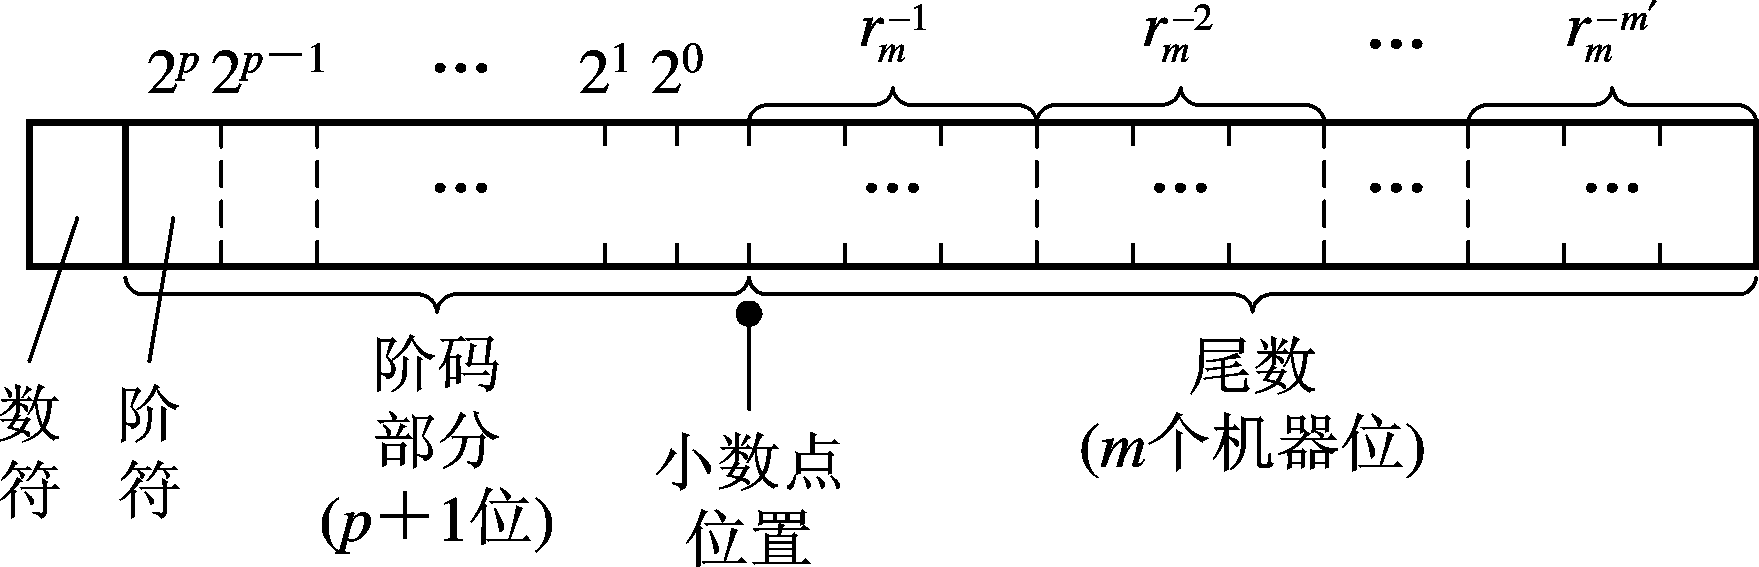 2^p 2^{p-1} ··· 2^1 2^0 r_m^{-1} r_m^{-2} ··· r_m^{-m′}
··· ··· ··· ··· ···
数符
阶符
阶码
部分
(p+1位)
小数点
位置
尾数
(m个机器位)